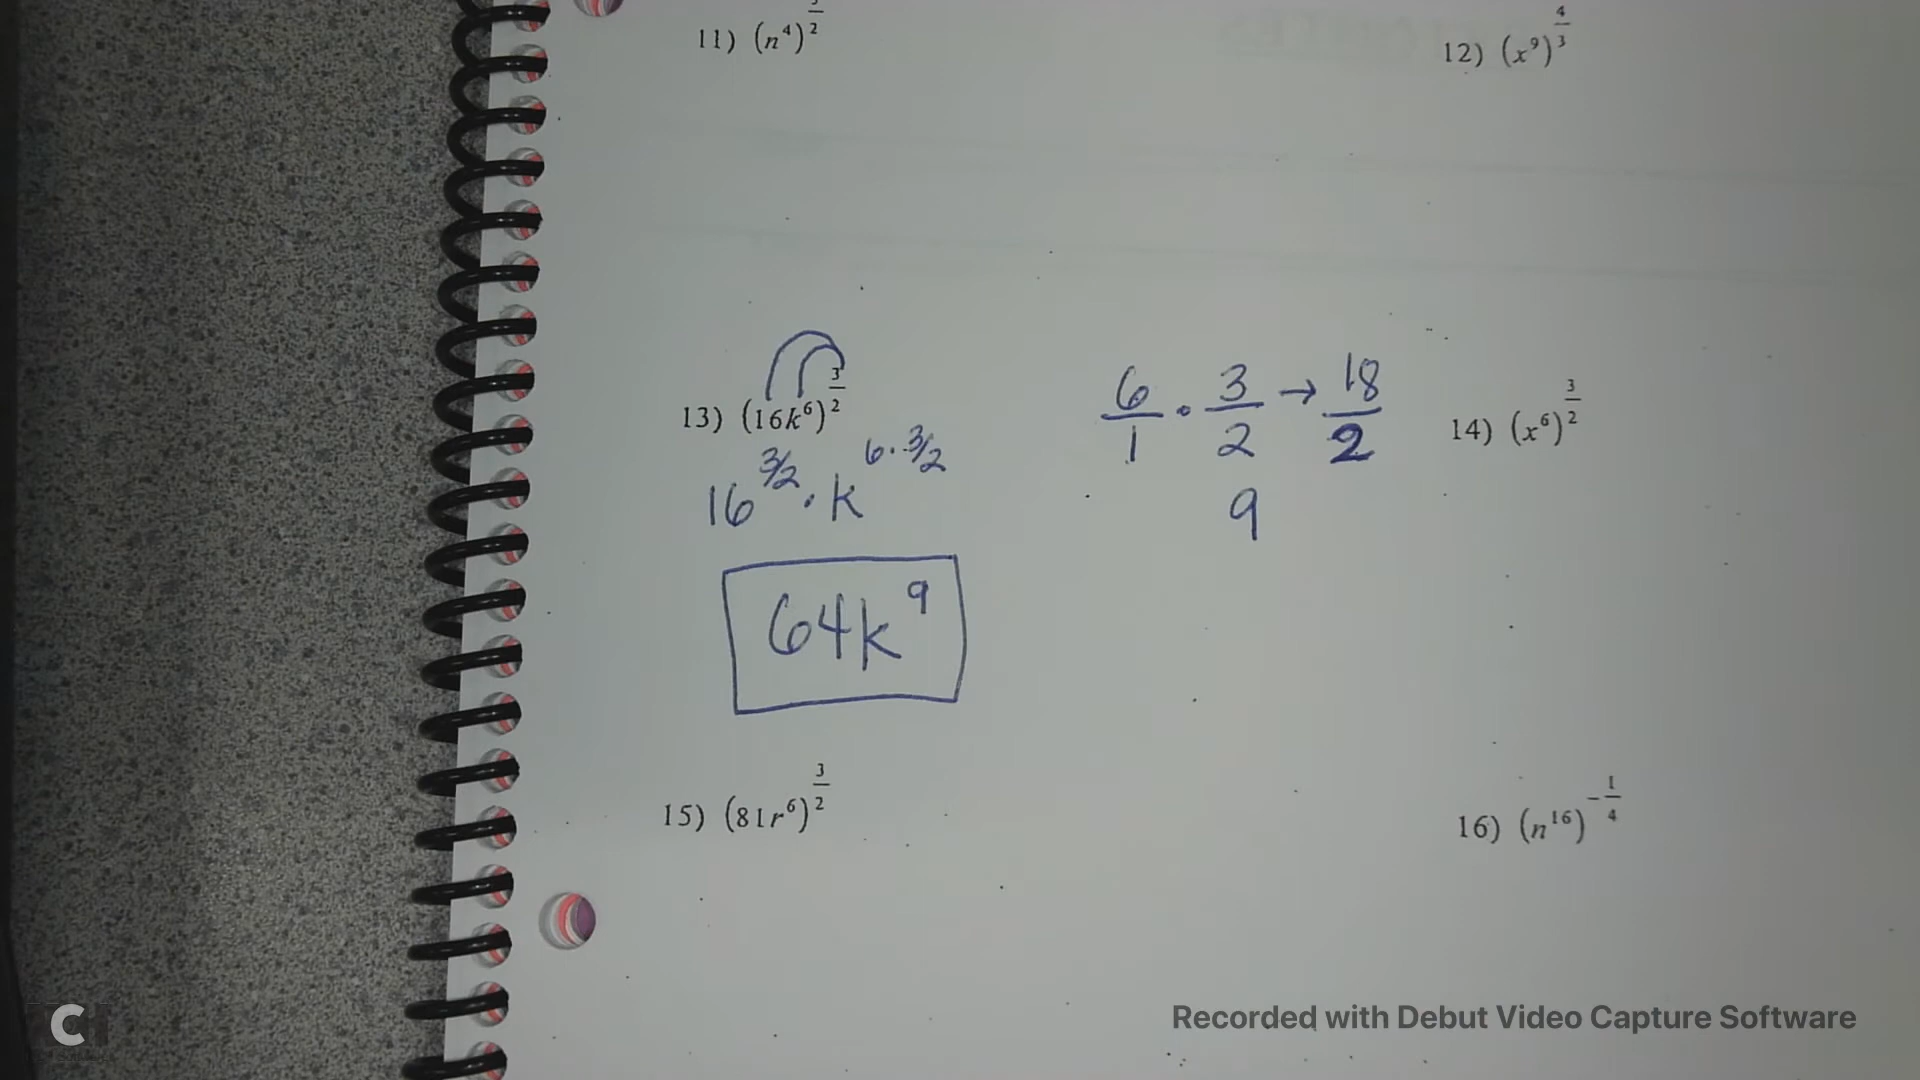 11) (n⁴)^(3/2)
12) (x⁹)^(4/3)
13) (16k⁶)^(3/2)
16^(3/2) · k^(6·3/2)
64k⁹
6/1 · 3/2 → 18/2
9
14) (x⁶)^(3/2)
15) (81r⁶)^(3/2)
16) (n¹⁶)^(-1/4)
Recorded with Debut Video Capture Software